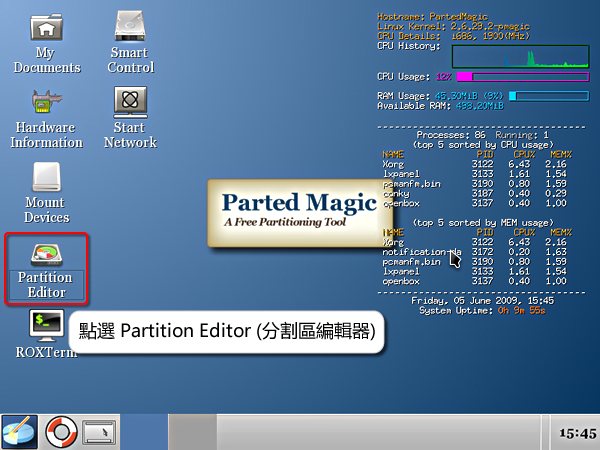 My
Documents
Smart
Control
Hardware
Information
Start
Network
Mount
Devices
Partition
Editor
ROXTerm
點選 Partition Editor (分割區編輯器)
Parted Magic
A Free Partitioning Tool
Hostname: PartedMagic
Linux Kernel: 2.6.29.2-pmagic
CPU Details: i686, 1900(MHz)
CPU History:
CPU Usage: 12%
RAM Usage: 45.30MiB (9%)
Available RAM: 493.20MiB
Processes: 86 Running: 1
(top 5 sorted by CPU usage)
NAME PID CPU% MEM%
Xorg 3122 6.43 2.16
lxpanel 3133 1.61 1.54
pcmanfm.bin 3190 0.80 1.59
conky 3187 0.40 0.29
openbox 3137 0.40 1.00
(top 5 sorted by MEM usage)
NAME PID CPU% MEM%
Xorg 3122 6.43 2.16
notification-da 3172 0.20 1.63
pcmanfm.bin 3190 0.80 1.59
lxpanel 3133 1.61 1.54
openbox 3137 0.40 1.00
Friday, 05 June 2009, 15:45
System Uptime: 0h 9m 55s
15:45